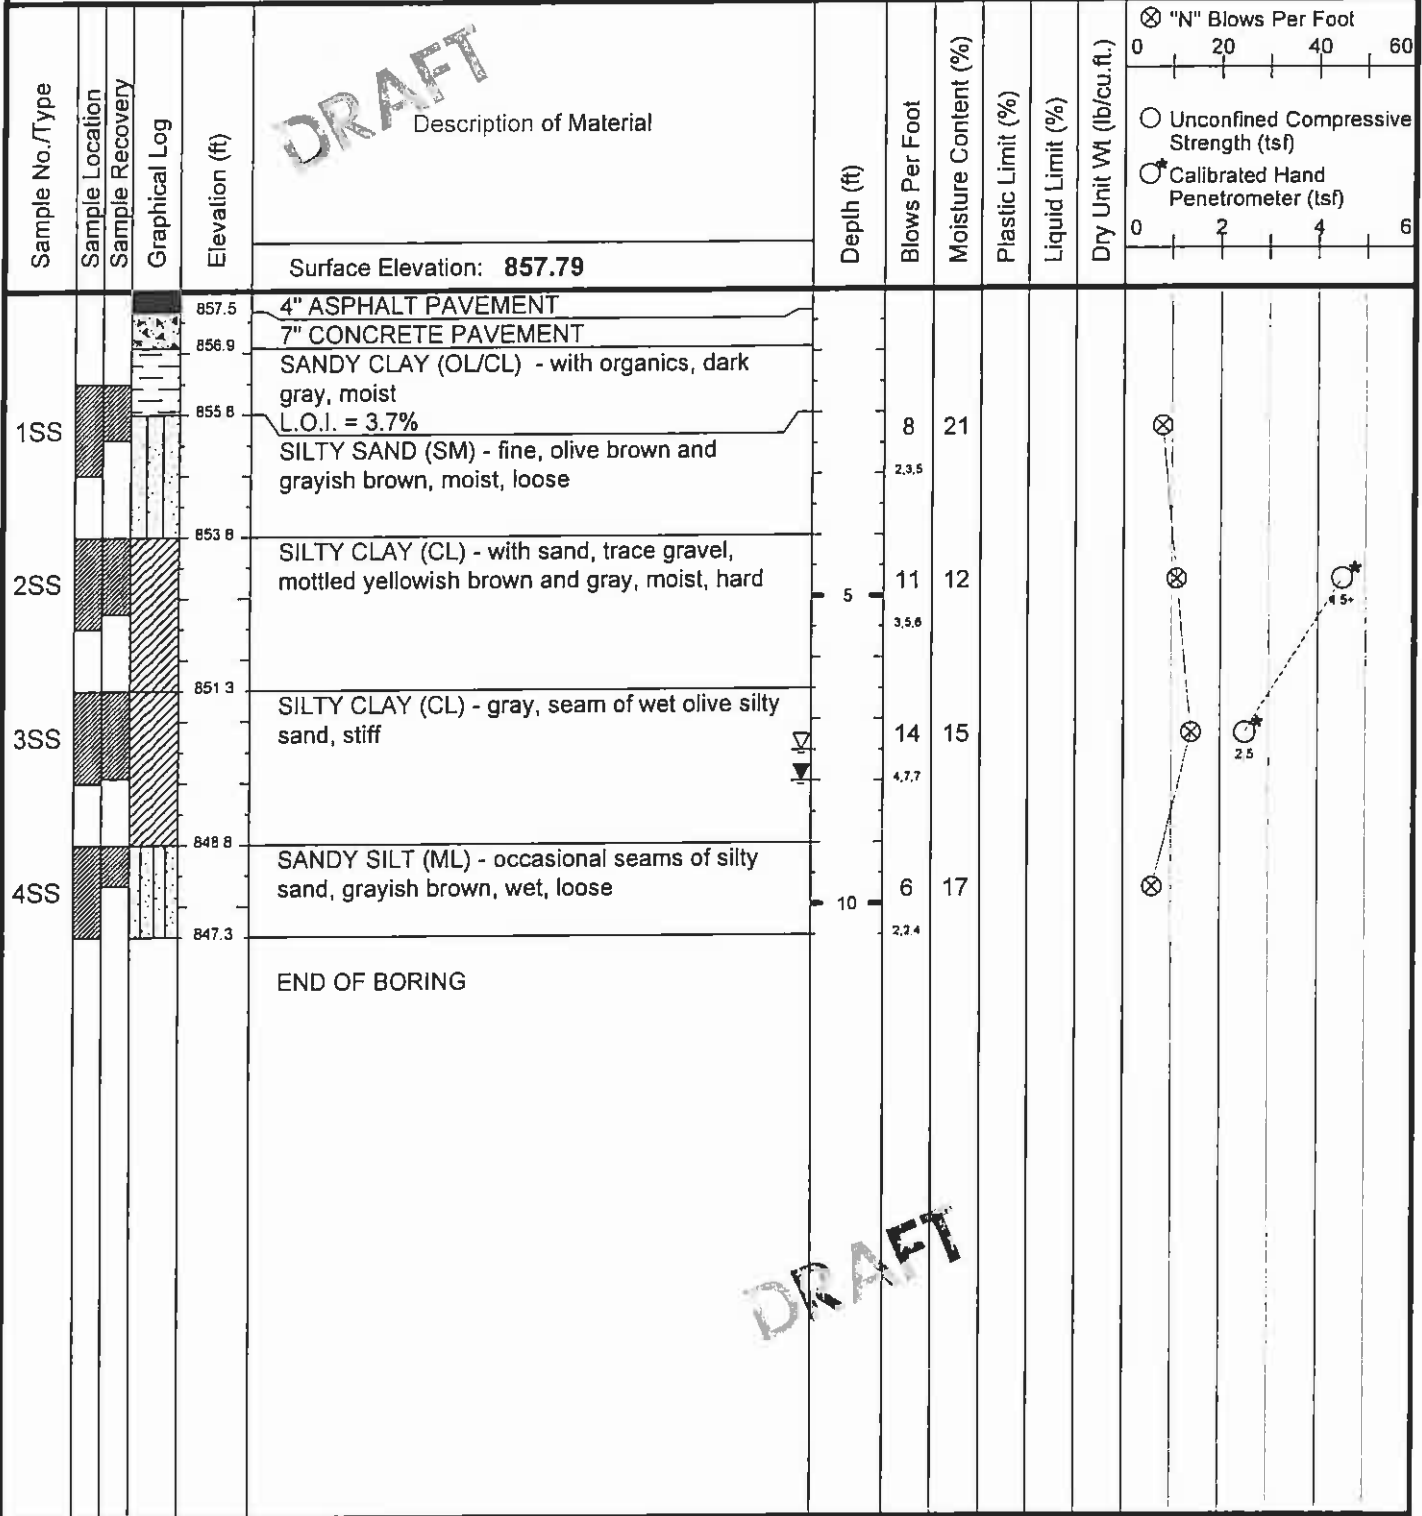 Sample No./Type
Sample Location
Sample Recovery
Graphical Log
Elevation (ft)
DRAFT
Description of Material
Surface Elevation: 857.79
Depth (ft)
Blows Per Foot
Moisture Content (%)
Plastic Limit (%)
Liquid Limit (%)
Dry Unit Wt (lb/cu.ft.)
"N" Blows Per Foot
0 20 40 60
Unconfined Compressive
Strength (tsf)
* Calibrated Hand
Penetrometer (tsf)
0 2 4 6
857.5
4" ASPHALT PAVEMENT
7" CONCRETE PAVEMENT
856.9
SANDY CLAY (OL/CL) - with organics, dark
gray, moist
855 8
L.O.I. = 3.7%
1SS
8 21
SILTY SAND (SM) - fine, olive brown and
grayish brown, moist, loose
2,3,5
853 8
SILTY CLAY (CL) - with sand, trace gravel,
mottled yellowish brown and gray, moist, hard
2SS
11 12
*
5
4 5+
3,5,6
851 3
SILTY CLAY (CL) - gray, seam of wet olive silty
sand, stiff
3SS
14 15
*
2 5
4,7,7
848 8
SANDY SILT (ML) - occasional seams of silty
sand, grayish brown, wet, loose
4SS
6 17
10
2,2,4
847.3
END OF BORING
DRAFT